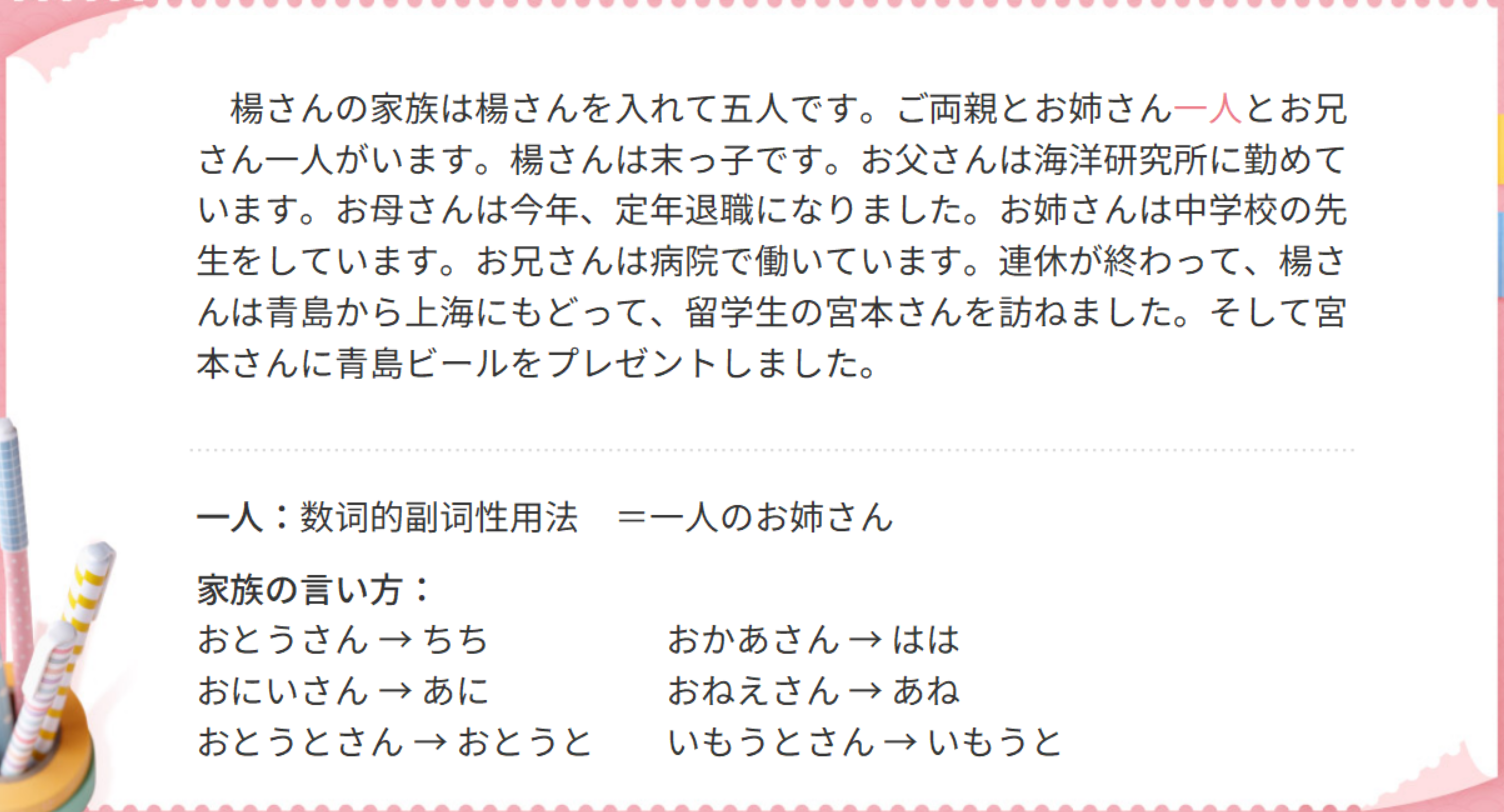 楊さんの家族は楊さんを入れて五人です。ご両親とお姉さん一人とお兄
さん一人がいます。楊さんは末っ子です。お父さんは海洋研究所に勤めて
います。お母さんは今年、定年退職になりました。お姉さんは中学校の先
生をしています。お兄さんは病院で働いています。連休が終わって、楊さ
んは青島から上海にもどって、留学生の宮本さんを訪ねました。そして宮
本さんに青島ビールをプレゼントしました。
一人：数词的副词性用法　＝一人のお姉さん
家族の言い方：
おとうさん → ちち　　おかあさん → はは
おにいさん → あに　　おねえさん → あね
おとうとさん → おとうと　　いもうとさん → いもうと